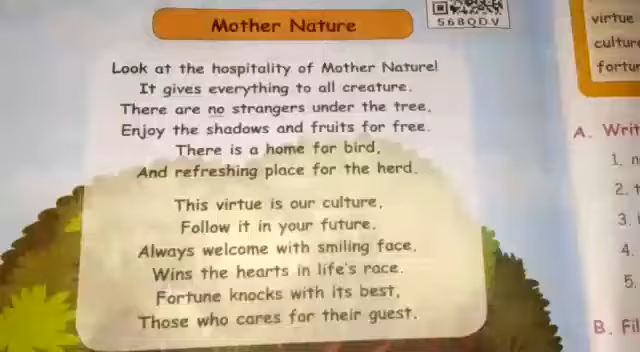 Mother Nature
568QDV
Look at the hospitality of Mother Nature!
It gives everything to all creature.
There are no strangers under the tree,
Enjoy the shadows and fruits for free.
There is a home for bird,
And refreshing place for the herd.
This virtue is our culture,
Follow it in your future.
Always welcome with smiling face,
Wins the hearts in life's race.
Fortune knocks with its best,
Those who cares for their guest.
virtue
culture
A. Writ
1. n
2. t
3.
4.
5.
B. Fil